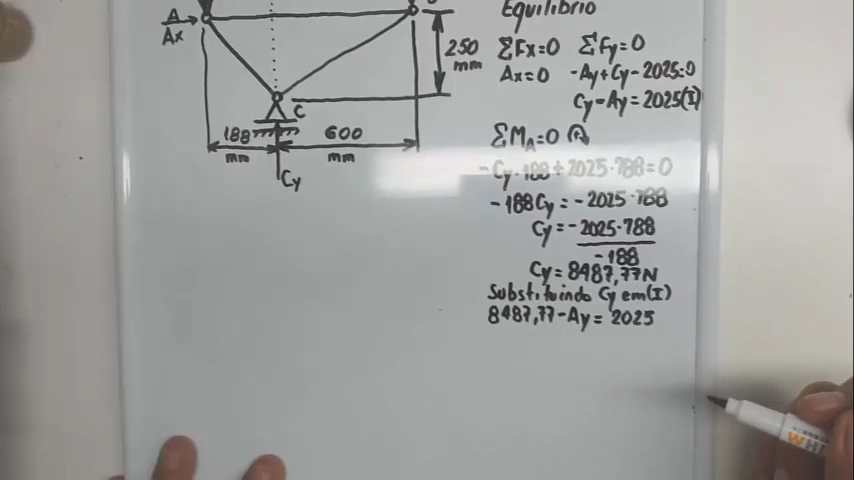 Equilíbrio
A
Ax
250
mm
ΣFx=0 ΣFy=0
Ax=0 -Ay+Cy-2025=0
Cy-Ay=2025(I)
C
188
mm
600
mm
Cy
ΣMA=0
-Cy·188+2025·788=0
-188Cy=-2025·788
Cy=-2025·788
-188
Cy=8487,77N
Substituindo Cy em(I)
8487,77-Ay=2025
WHI